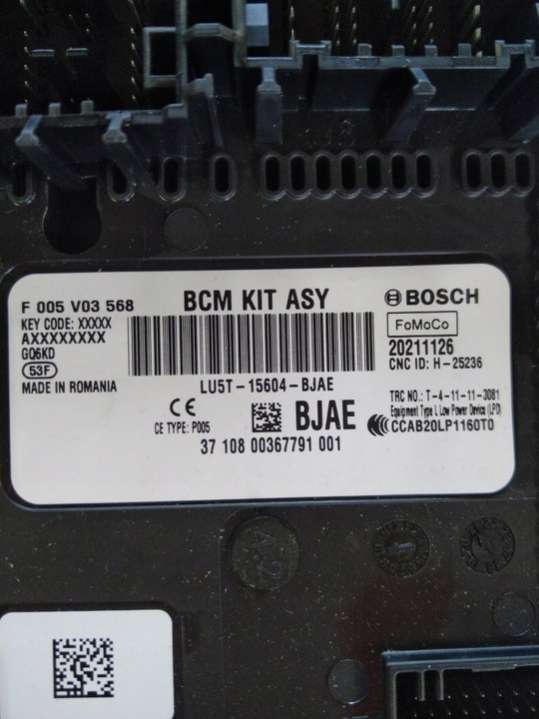 F 005 V03 568
BCM KIT ASY
BOSCH
KEY CODE: XXXXX
AXXXXXXXX
GQ6KD
53F
MADE IN ROMANIA
FoMoCo
20211126
CNC ID: H-25236
LU5T-15604-BJAE
CE
CE TYPE: P005
BJAE
TRC NO.: T-4-11-11-3081
Equipment Type L Low Power Device (LPD)
CCAB20LP1160T0
37 108 00367791 001